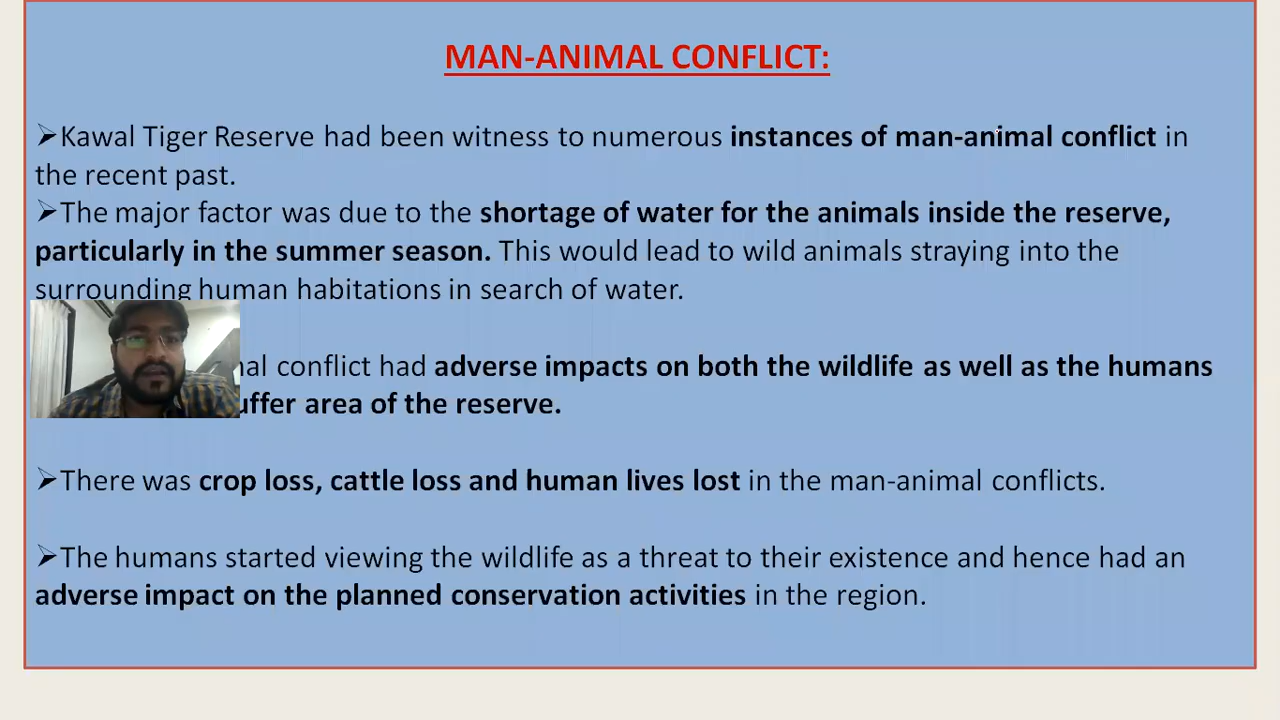 MAN-ANIMAL CONFLICT:
➢Kawal Tiger Reserve had been witness to numerous instances of man-animal conflict in
the recent past.
➢The major factor was due to the shortage of water for the animals inside the reserve,
particularly in the summer season. This would lead to wild animals straying into the
surrounding human habitations in search of water.
conflict had adverse impacts on both the wildlife as well as the humans
area of the reserve.
➢There was crop loss, cattle loss and human lives lost in the man-animal conflicts.
➢The humans started viewing the wildlife as a threat to their existence and hence had an
adverse impact on the planned conservation activities in the region.